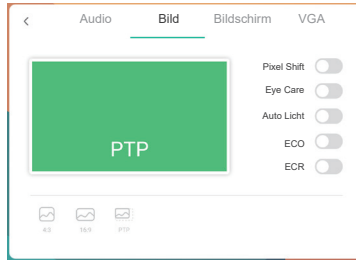 Audio Bild Bildschirm VGA
Pixel Shift
Eye Care
Auto Licht
PTP
ECO
ECR
4:3 16:9 PTP